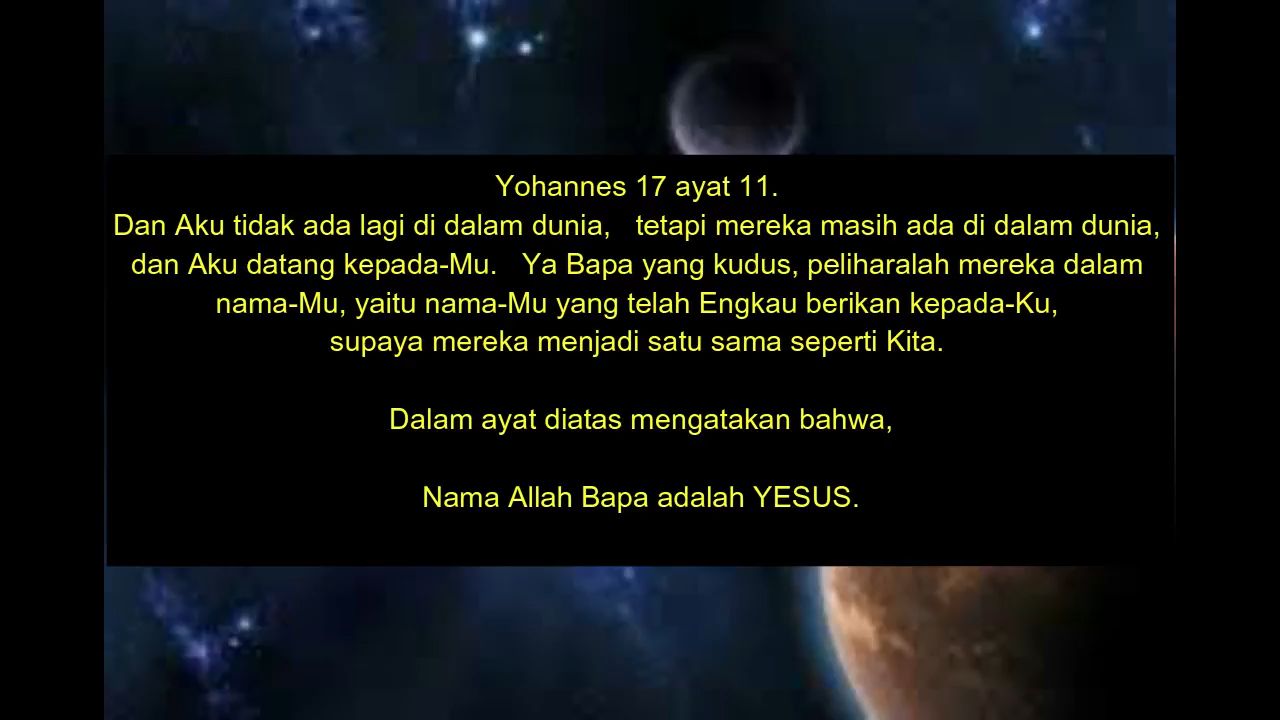 Yohannes 17 ayat 11.
Dan Aku tidak ada lagi di dalam dunia,   tetapi mereka masih ada di dalam dunia,
dan Aku datang kepada-Mu.   Ya Bapa yang kudus, peliharalah mereka dalam
nama-Mu, yaitu nama-Mu yang telah Engkau berikan kepada-Ku,
supaya mereka menjadi satu sama seperti Kita.
Dalam ayat diatas mengatakan bahwa,
Nama Allah Bapa adalah YESUS.